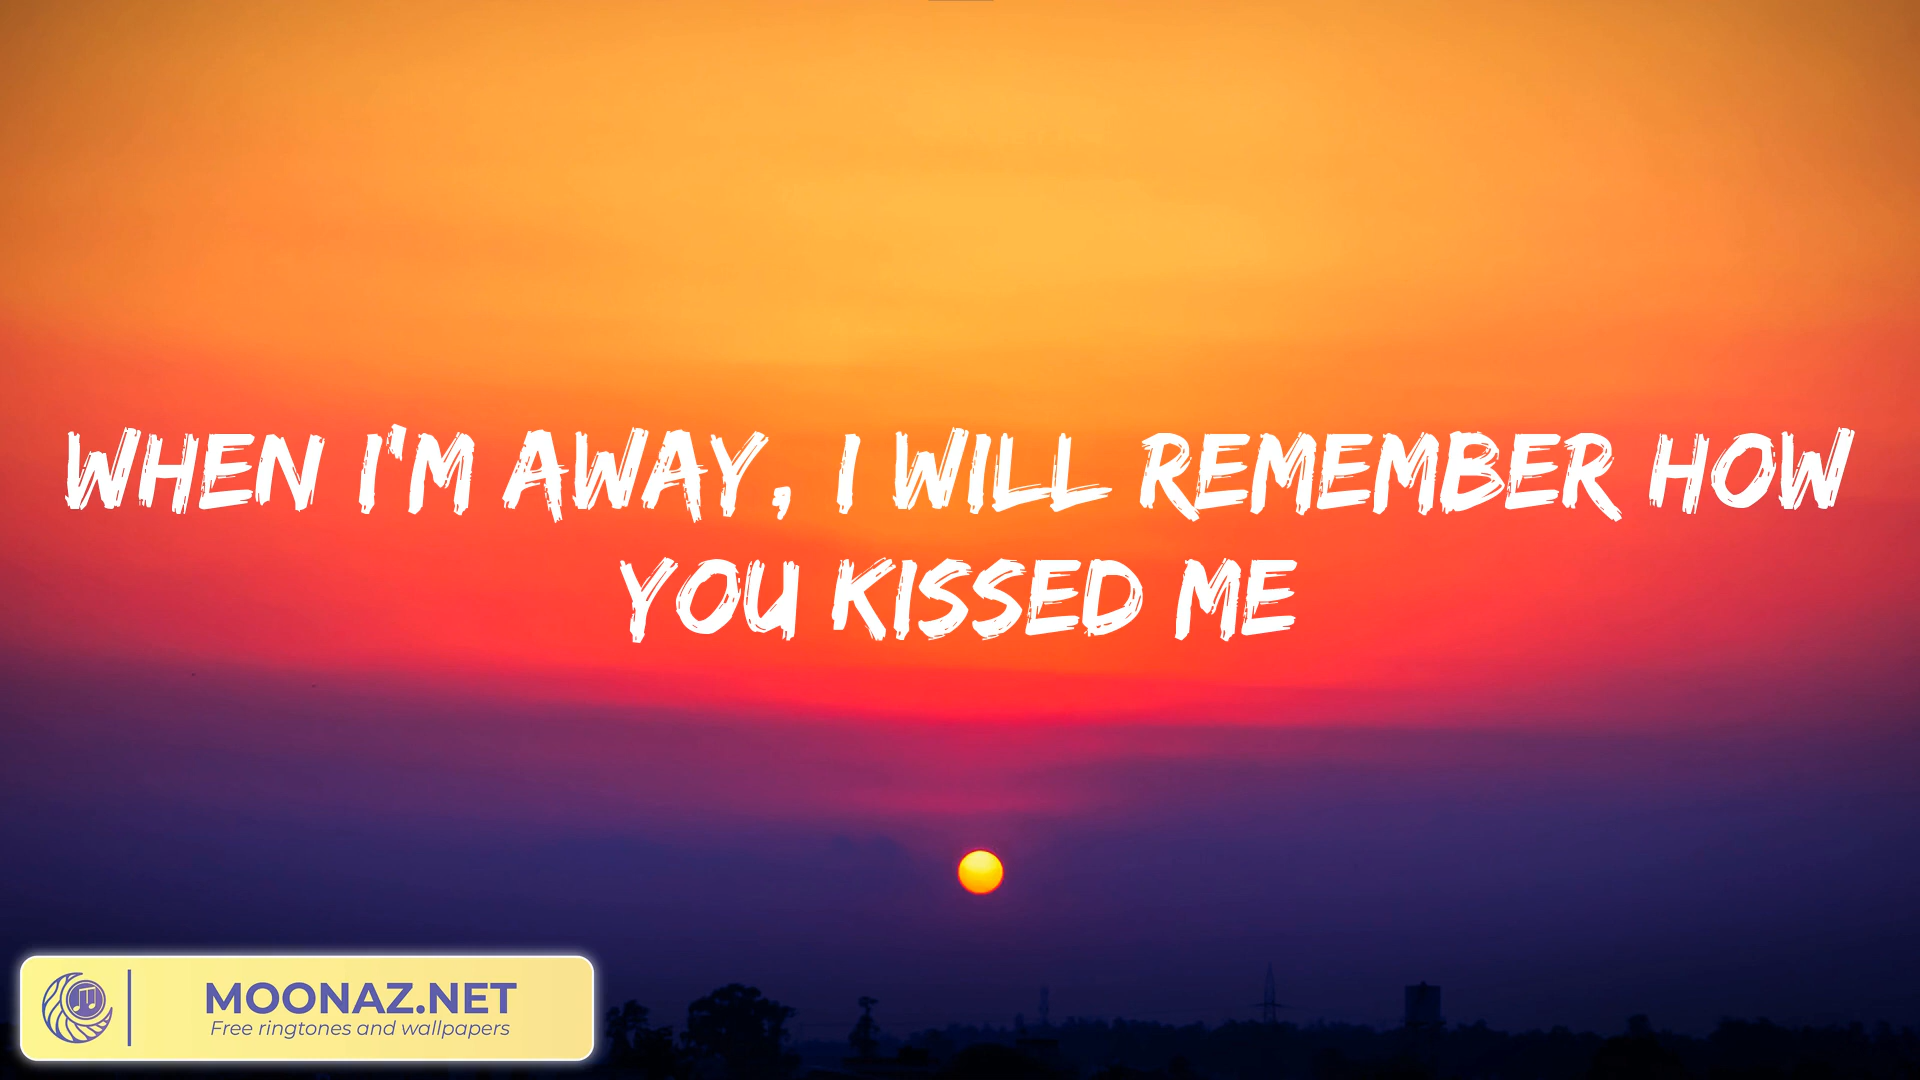 WHEN I'M AWAY, I WILL REMEMBER HOW
YOU KISSED ME
MOONAZ.NET
Free ringtones and wallpapers